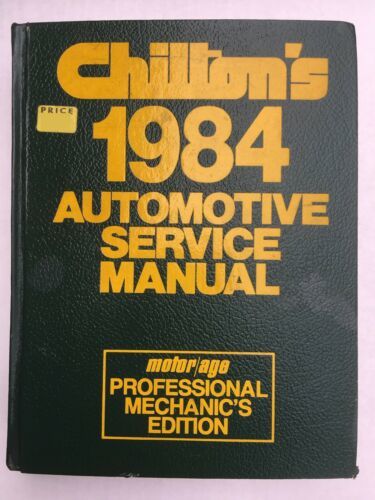 Chilton's
PRICE
1984
AUTOMOTIVE
SERVICE
MANUAL
motor/age
PROFESSIONAL
MECHANIC'S
EDITION